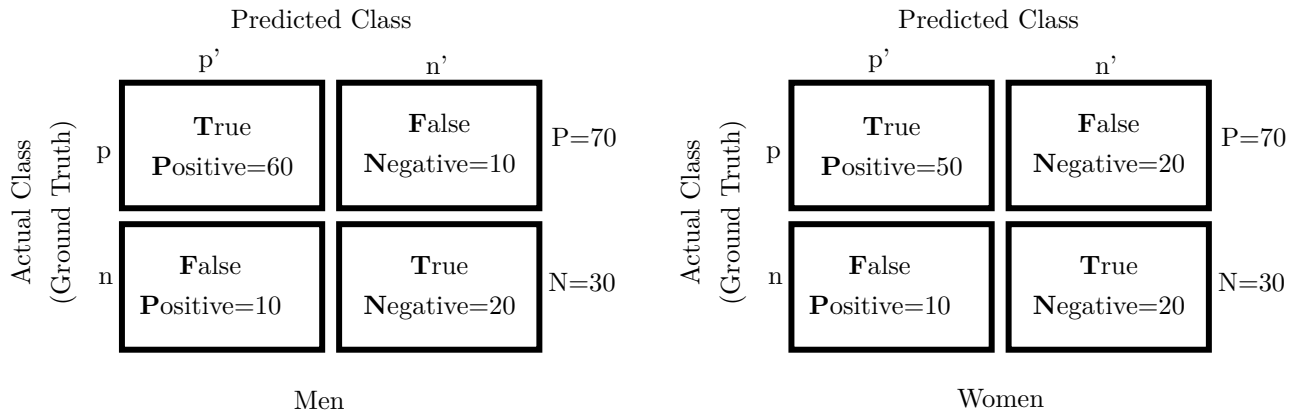 Predicted Class
p’ n’
Actual Class
(Ground Truth)
p
True
Positive=60
False
Negative=10
P=70
n
False
Positive=10
True
Negative=20
N=30
Men
Predicted Class
p’ n’
Actual Class
(Ground Truth)
p
True
Positive=50
False
Negative=20
P=70
n
False
Positive=10
True
Negative=20
N=30
Women